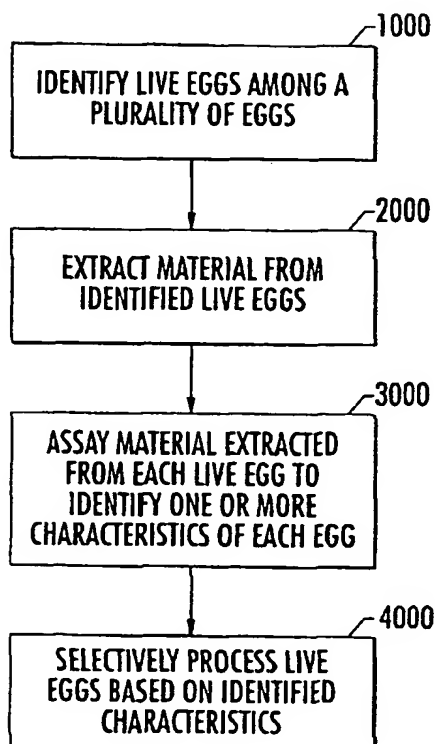 1000
IDENTIFY LIVE EGGS AMONG A
PLURALITY OF EGGS
2000
EXTRACT MATERIAL FROM
IDENTIFIED LIVE EGGS
3000
ASSAY MATERIAL EXTRACTED
FROM EACH LIVE EGG TO
IDENTIFY ONE OR MORE
CHARACTERISTICS OF EACH EGG
4000
SELECTIVELY PROCESS LIVE
EGGS BASED ON IDENTIFIED
CHARACTERISTICS